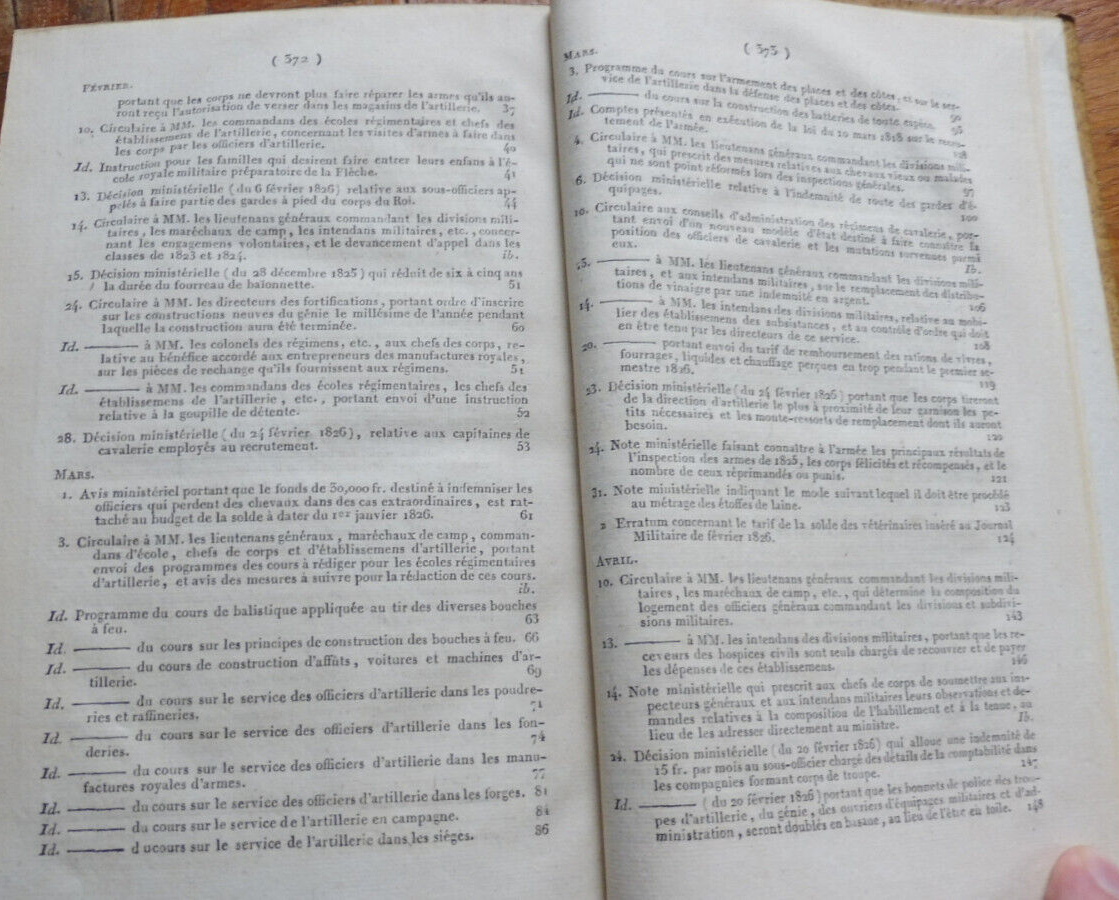 ( 372 )
FÉVRIER.
portant que les corps ne devront plus faire réparer les armes qu'ils au-
ront reçu l'autorisation de verser dans les magasins de l'artillerie. 37
10. Circulaire à MM. les commandans des écoles régimentaires et chefs des
établissemens de l'artillerie, concernant les visites d'armes à faire dans
les corps par les officiers d'artillerie. 40
Id. Instruction pour les familles qui desirent faire entrer leurs enfans à l'é-
cole royale militaire préparatoire de la Flèche. 41
13. Décision ministérielle (du 6 février 1826) relative aux sous-officiers ap-
pelés à faire partie des gardes à pied du corps du Roi. 44
14. Circulaire à MM. les lieutenans généraux commandant les divisions mili-
taires, les maréchaux de camp, les intendans militaires, etc., concer-
nant les engagemens volontaires, et le devancement d'appel dans les
classes de 1823 et 1824. ib.
15. Décision ministérielle (du 28 décembre 1825) qui réduit de six à cinq ans
la durée du fourreau de baïonnette. 51
24. Circulaire à MM. les directeurs des fortifications, portant ordre d'inscrire
sur les constructions neuves du génie le millésime de l'année pendant
laquelle la construction aura été terminée. 60
Id. ——— à MM. les colonels des régimens, etc., aux chefs des corps, re-
lative au bénéfice accordé aux entrepreneurs des manufactures royales,
sur les pièces de rechange qu'ils fournissent aux régimens. 51
Id. ——— à MM. les commandans des écoles régimentaires, les chefs des
établissemens de l'artillerie, etc., portant envoi d'une instruction
relative à la goupille de détente. 52
28. Décision ministérielle (du 24 février 1826), relative aux capitaines de
cavalerie employés au recrutement. 53
MARS.
1. Avis ministériel portant que le fonds de 30,000 fr. destiné à indemniser les
officiers qui perdent des chevaux dans des cas extraordinaires, est rat-
taché au budget de la solde à dater du 1er janvier 1826. 61
3. Circulaire à MM. les lieutenans généraux, maréchaux de camp, comman-
dans d'école, chefs de corps et d'établissemens d'artillerie, portant
envoi des programmes des cours à rédiger pour les écoles régimentaires
d'artillerie, et avis des mesures à suivre pour la rédaction de ces cours.
ib.
Id. Programme du cours de balistique appliquée au tir des diverses bouches
à feu. 63
Id. ——— du cours sur les principes de construction des bouches à feu. 66
Id. ——— du cours de construction d'affûts, voitures et machines d'ar-
tillerie. 69
Id. ——— du cours sur le service des officiers d'artillerie dans les poudre-
ries et raffineries. 71
Id. ——— du cours sur le service des officiers d'artillerie dans les fon-
deries. 74
Id. ——— du cours sur le service des officiers d'artillerie dans les manu-
factures royales d'armes. 77
Id. ——— du cours sur le service des officiers d'artillerie dans les forges. 81
Id. ——— du cours sur le service de l'artillerie en campagne. 84
Id. ——— d ucours sur le service de l'artillerie dans les siéges. 86
( 373 )
MARS.
3. Programme du cours sur l'armement des places et des côtes, et sur le ser-
vice de l'artillerie dans la défense des places et des côtes. 90
Id. ——— du cours sur la construction des batteries de toute espèce. 95
Id. Comptes présentés en exécution de la loi du 10 mars 1818 sur le recru-
tement de l'armée. 128
4. Circulaire à MM. les lieutenans généraux commandant les divisions mili-
taires, qui prescrit des mesures relatives aux chevaux vieux ou malades
qui ne sont point réformés lors des inspections générales. 97
6. Décision ministérielle relative à l'indemnité de route des gardes d'é-
quipages. 100
10. Circulaire aux conseils d'administration des régimens de cavalerie, por-
tant envoi d'un nouveau modèle d'état destiné à faire connaître la
position des officiers de cavalerie et les mutations survenues parmi
eux. Ib.
——— à MM. les lieutenans généraux commandant les divisions mili-
taires, et aux intendans militaires, sur le remplacement des distribu-
tions de vinaigre par une indemnité en argent. 106
14. ——— à MM. les intendans des divisions militaires, relative au mobi-
lier des établissemens des subsistances, et au contrôle d'ordre qui doit
en être tenu par les directeurs de ce service. 108
20. ——— portant envoi du tarif de remboursement des rations de vivres,
fourrages, liquides et chauffage perçues en trop pendant le premier se-
mestre 1826. 119
23. Décision ministérielle (du 24 février 1826) portant que les corps tireront
de la direction d'artillerie le plus à proximité de leur garnison les pe-
tits nécessaires et les monte-ressorts de remplacement dont ils auront
besoin. 120
24. Note ministérielle faisant connaître à l'armée les principaux résultats de
l'inspection des armes de 1825, les corps félicités et récompensés, et le
nombre de ceux réprimandés ou punis. 121
31. Note ministérielle indiquant le mode suivant lequel il doit être procédé
au métrage des étoffes de laine. 123
» Erratum concernant le tarif de la solde des vétérinaires inséré au Journal
Militaire de février 1826. 124
AVRIL.
10. Circulaire à MM. les lieutenans généraux commandant les divisions mili-
taires, les maréchaux de camp, etc., qui détermine la composition du
logement des officiers généraux commandant les divisions et subdivi-
sions militaires. 143
13. ——— à MM. les intendans des divisions militaires, portant que les re-
ceveurs des hospices civils sont seuls chargés de recouvrer et de payer
les dépenses de ces établissemens. 146
14. Note ministérielle qui prescrit aux chefs de corps de soumettre aux ins-
pecteurs généraux et aux intendans militaires leurs observations et de-
mandes relatives à la composition de l'habillement et à la tenue, au
lieu de les adresser directement au ministre. Ib.
24. Décision ministérielle (du 20 février 1826) qui alloue une indemnité de
15 fr. par mois au sous-officier chargé des détails de la comptabilité dans
les compagnies formant corps de troupe. 147
Id. ——— (du 20 février 1826) portant que les bonnets de police des trou-
pes d'artillerie, du génie, des ouvriers d'équipages militaires et d'ad-
ministration, seront doublés en basane, au lieu de l'être en toile. 148